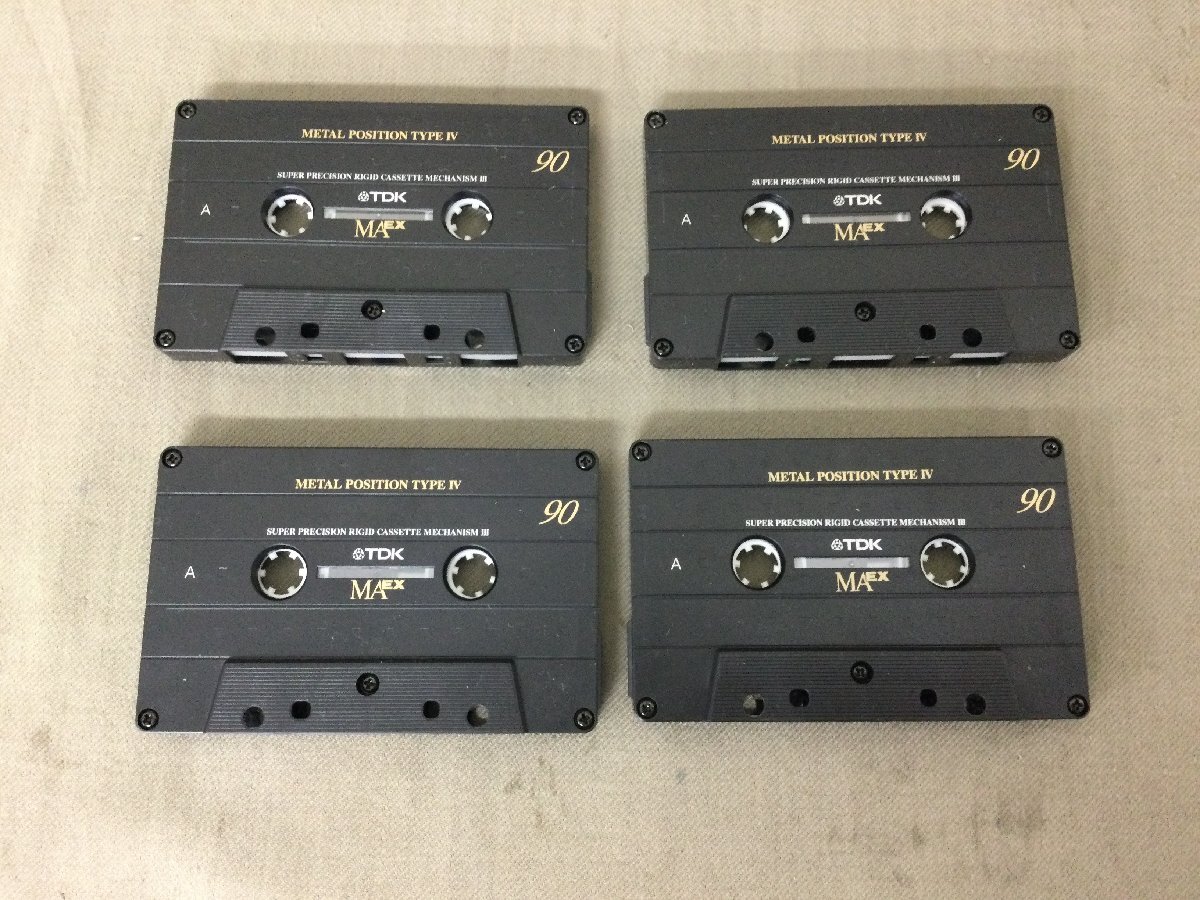 METAL POSITION TYPE IV
90
SUPER PRECISION RIGID CASSETTE MECHANISM III
TDK
A
MA EX
METAL POSITION TYPE IV
90
SUPER PRECISION RIGID CASSETTE MECHANISM III
TDK
A
MA EX
METAL POSITION TYPE IV
90
SUPER PRECISION RIGID CASSETTE MECHANISM III
TDK
A
MA EX
METAL POSITION TYPE IV
90
SUPER PRECISION RIGID CASSETTE MECHANISM III
TDK
A
MA EX